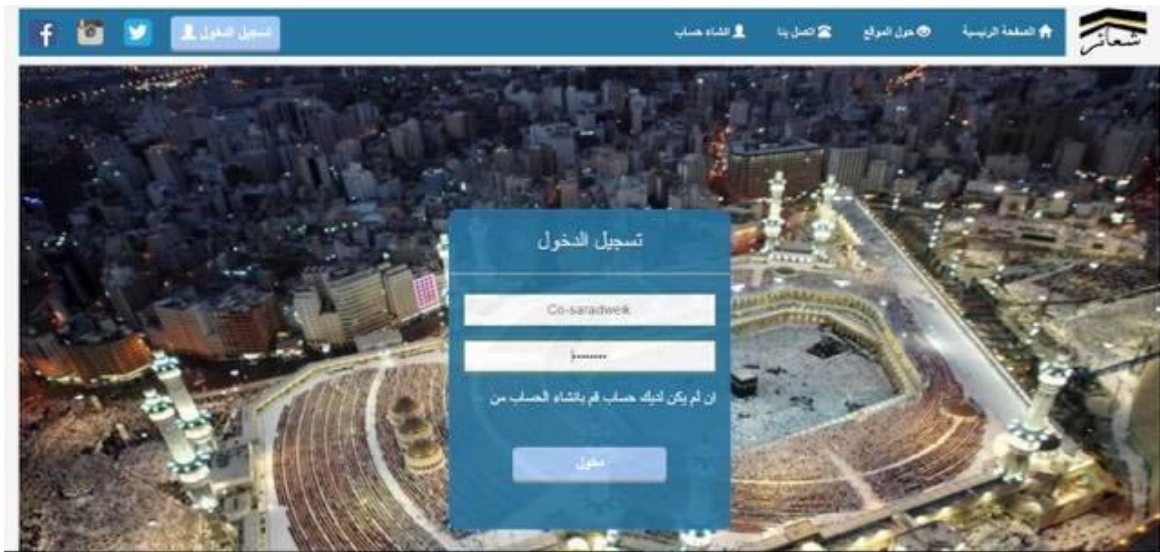 شعائر
الصفحة الرئيسية
حول الموقع
اتصل بنا
انشاء حساب
تسجيل الدخول
تسجيل الدخول
Co-saradweik
ان لم يكن لديك حساب قم بانشاء الحساب من
دخول